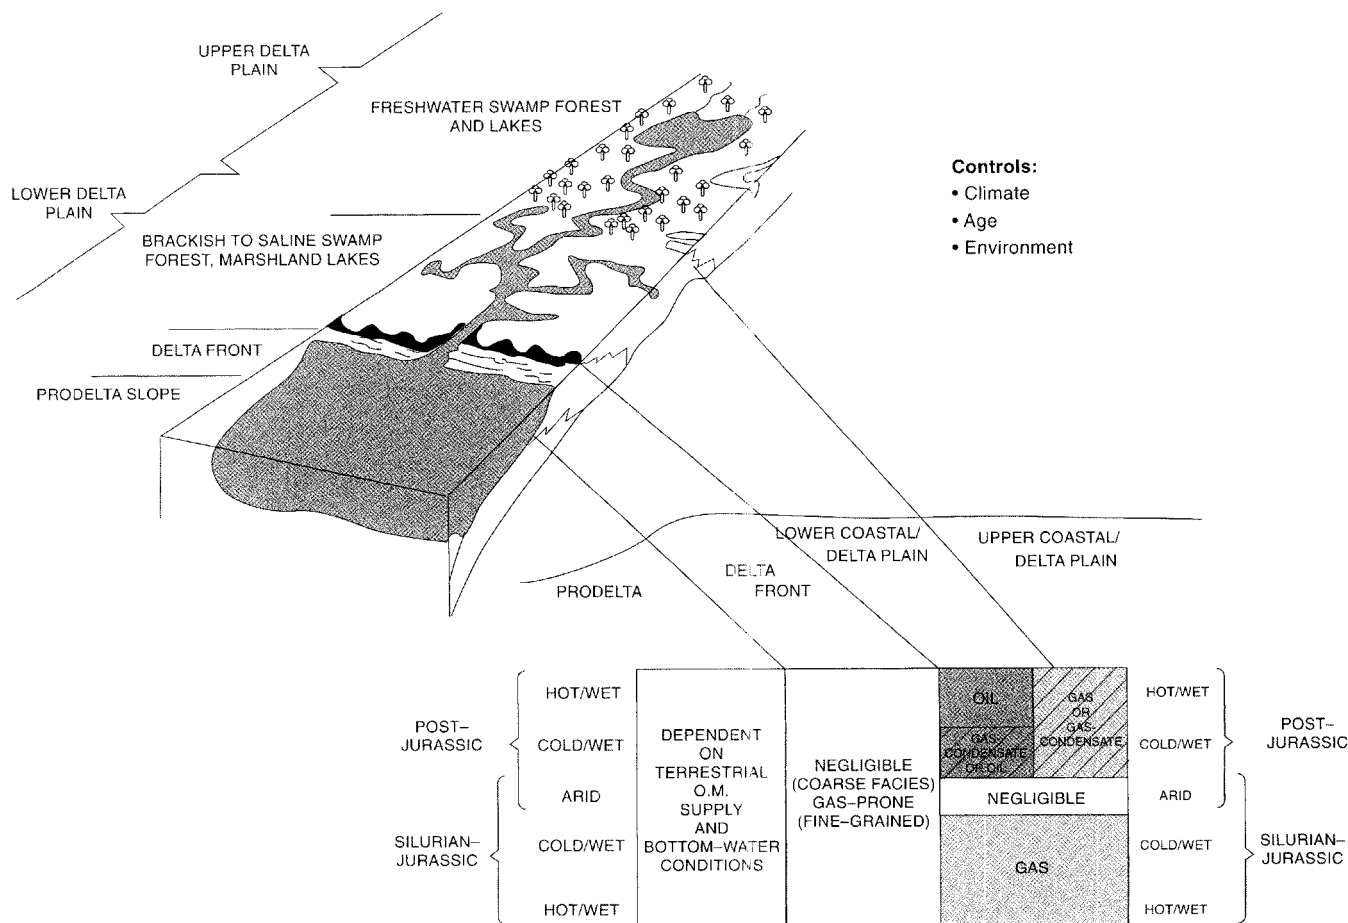 UPPER DELTA
PLAIN
FRESHWATER SWAMP FOREST
AND LAKES
LOWER DELTA
PLAIN
BRACKISH TO SALINE SWAMP
FOREST, MARSHLAND LAKES
DELTA FRONT
PRODELTA SLOPE
Controls:
• Climate
• Age
• Environment
LOWER COASTAL/
DELTA PLAIN
UPPER COASTAL/
DELTA PLAIN
DELTA
FRONT
PRODELTA
POST–
JURASSIC
SILURIAN–
JURASSIC
HOT/WET
COLD/WET
ARID
COLD/WET
HOT/WET
DEPENDENT
ON
TERRESTRIAL
O.M.
SUPPLY
AND
BOTTOM–WATER
CONDITIONS
NEGLIGIBLE
(COARSE FACIES)
GAS–PRONE
(FINE–GRAINED)
OIL
GAS-
CONDENSATE
OR OIL
GAS
OR
GAS-
CONDENSATE
NEGLIGIBLE
GAS
HOT/WET
COLD/WET
ARID
COLD/WET
HOT/WET
POST–
JURASSIC
SILURIAN–
JURASSIC